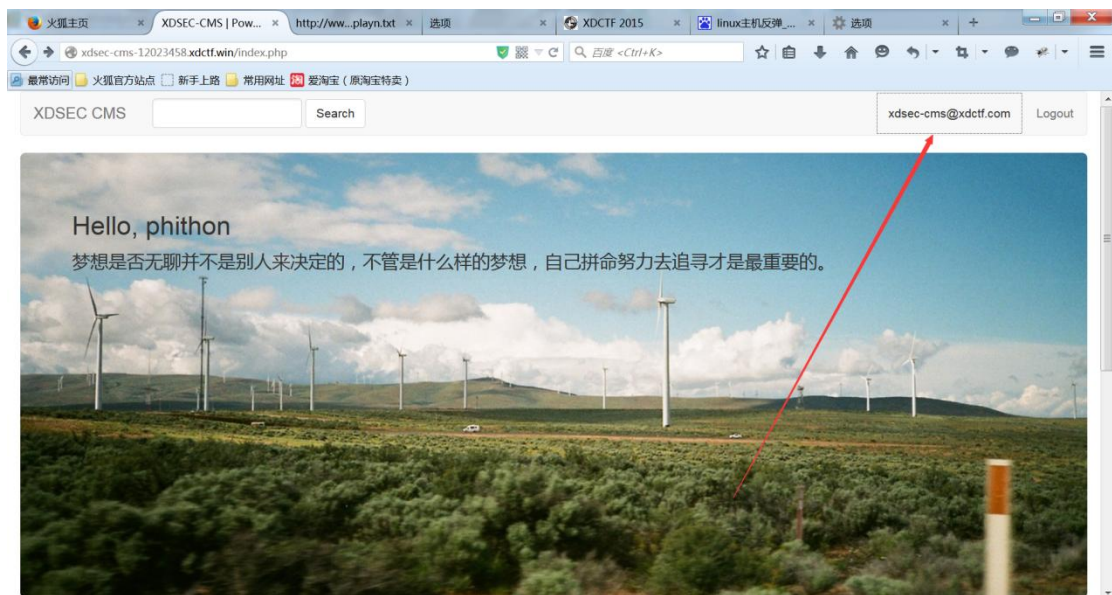 火狐主页
XDSEC-CMS | Pow...
http://ww...playn.txt
选项
XDCTF 2015
linux主机反弹_...
选项
xdsec-cms-12023458.xdctf.win/index.php
百度 <Ctrl+K>
最常访问 火狐官方站点 新手上路 常用网址 爱淘宝（原淘宝特卖）
XDSEC CMS
Search
xdsec-cms@xdctf.com
Logout
Hello, phithon
梦想是否无聊并不是别人来决定的，不管是什么样的梦想，自己拼命努力去追寻才是最重要的。